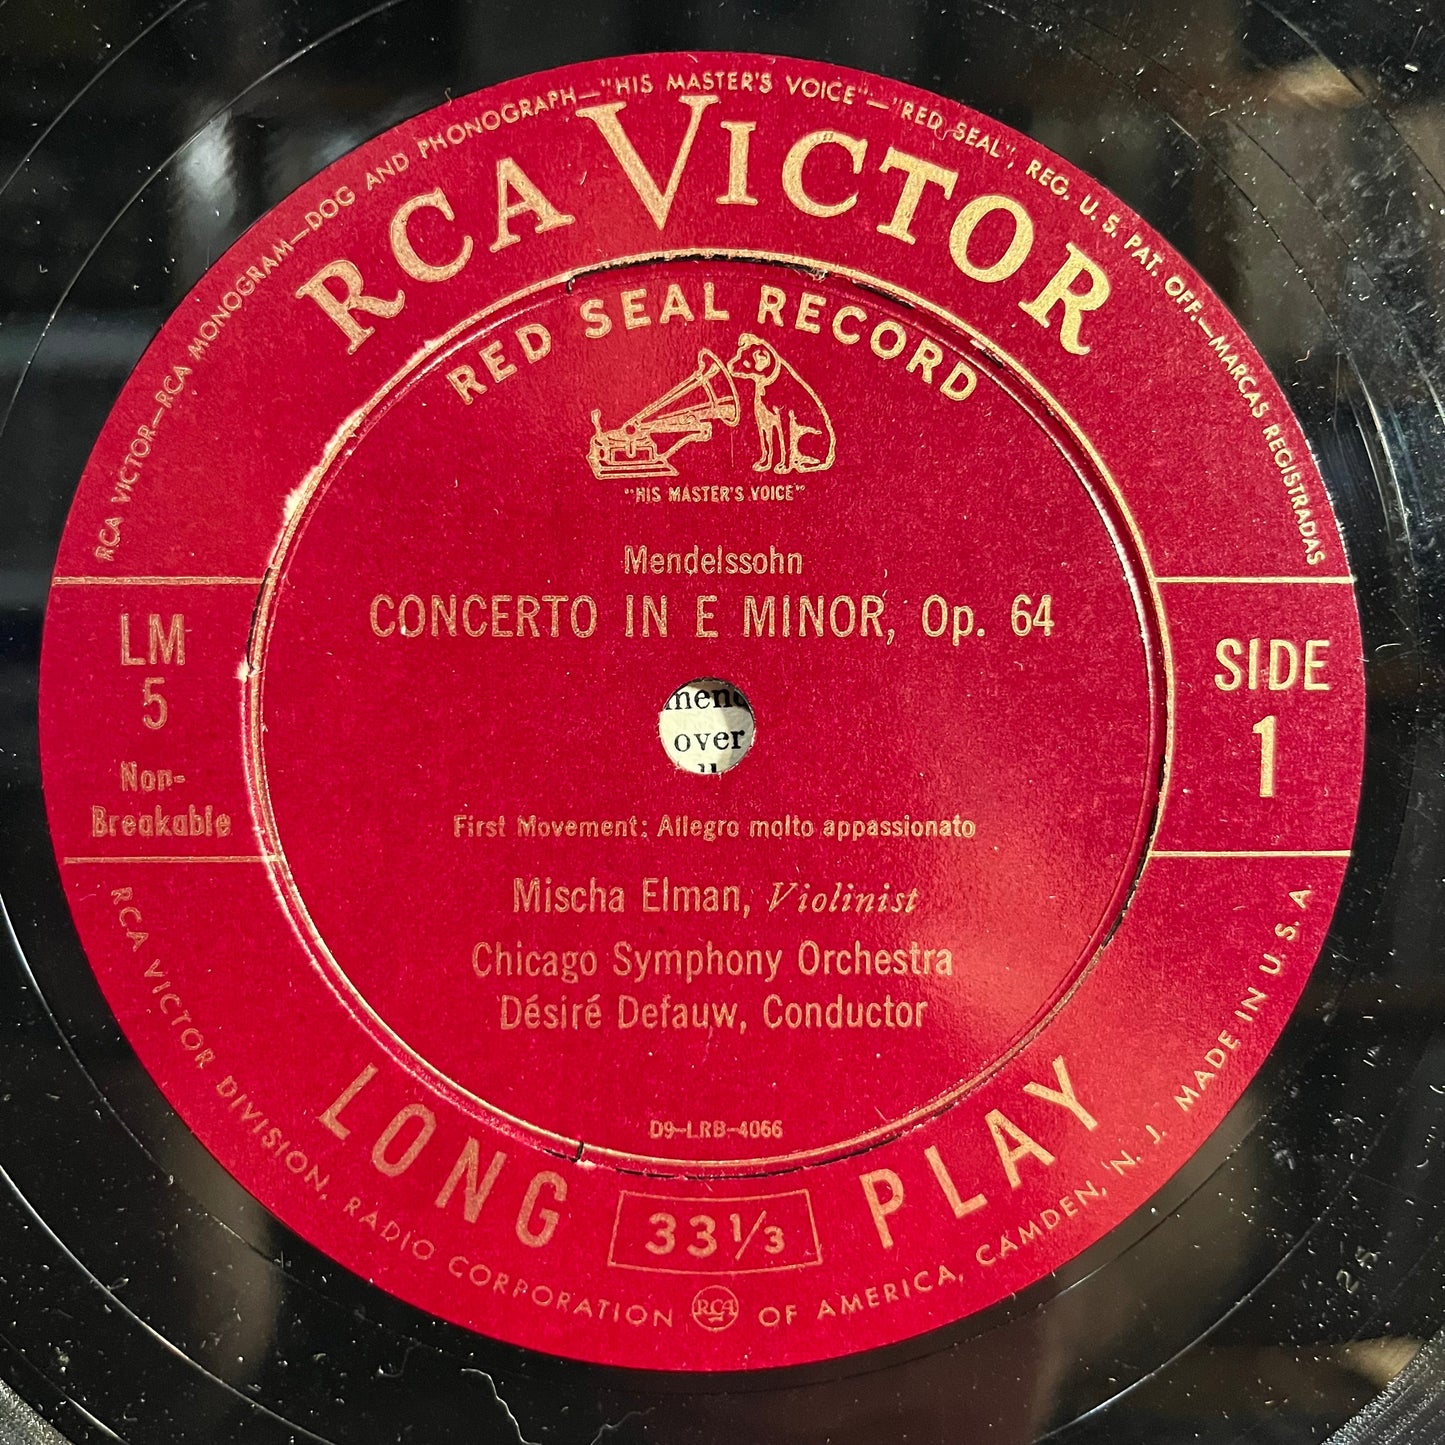 RCA VICTOR—RCA MONOGRAM—DOG AND PHONOGRAPH—"HIS MASTER'S VOICE"—"RED SEAL", REG. U. S. PAT. OFF.—MARCAS REGISTRADAS
RCA VICTOR
RED SEAL RECORD
"HIS MASTER'S VOICE"
Mendelssohn
CONCERTO IN E MINOR, Op. 64
LM
5
Non-
Breakable
SIDE
1
over
First Movement: Allegro molto appassionato
Mischa Elman, Violinist
Chicago Symphony Orchestra
Désiré Defauw, Conductor
D9-LRB-4066
LONG 33 1/3 PLAY
RCA VICTOR DIVISION, RADIO CORPORATION RCA OF AMERICA, CAMDEN, N. J. MADE IN U. S. A